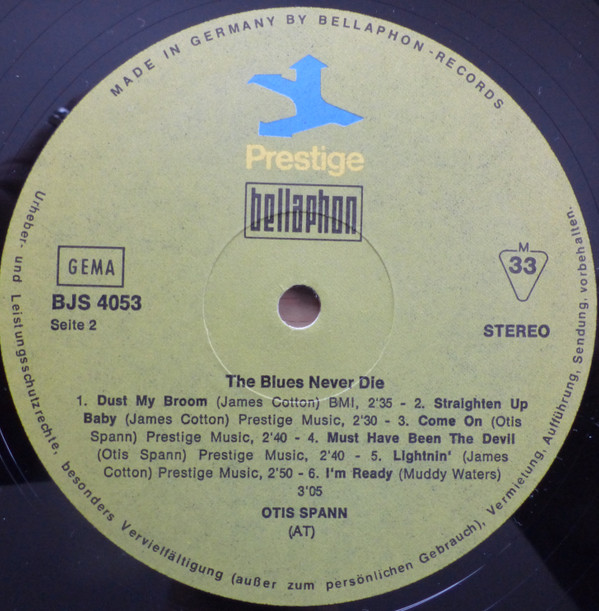 MADE IN GERMANY BY BELLAPHON-RECORDS
Prestige
bellaphon
GEMA
BJS 4053
Seite 2
M
33
STEREO
The Blues Never Die
1. Dust My Broom (James Cotton) BMI, 2'35 - 2. Straighten Up
Baby (James Cotton) Prestige Music, 2'30 - 3. Come On (Otis
Spann) Prestige Music, 2'40 - 4. Must Have Been The Devil
(Otis Spann) Prestige Music, 2'40 - 5. Lightnin' (James
Cotton) Prestige Music, 2'50 - 6. I'm Ready (Muddy Waters)
3'05
OTIS SPANN
(AT)
Urheber- und Leistungsschutzrechte, besonders Vervielfältigung (außer zum persönlichen Gebrauch), Vermietung, Aufführung, Sendung, vorbehalten.